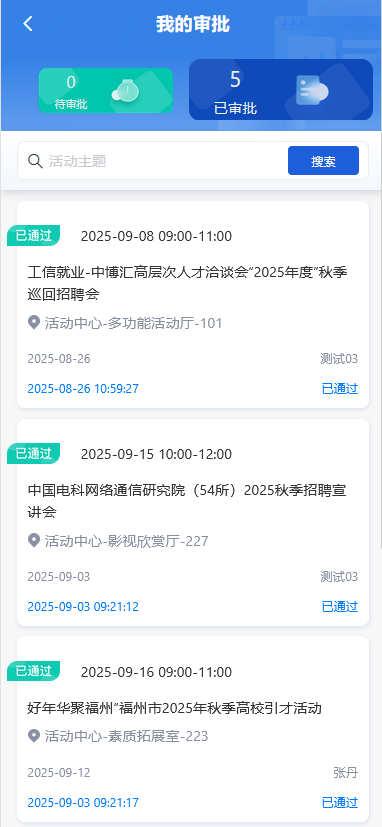 我的审批
0
待审批
5
已审批
活动主题
搜索
已通过
2025-09-08 09:00-11:00
工信就业-中博汇高层次人才洽谈会“2025年度”秋季
巡回招聘会
活动中心-多功能活动厅-101
2025-08-26
测试03
2025-08-26 10:59:27
已通过
已通过
2025-09-15 10:00-12:00
中国电科网络通信研究院（54所）2025秋季招聘宣
讲会
活动中心-影视欣赏厅-227
2025-09-03
测试03
2025-09-03 09:21:12
已通过
已通过
2025-09-16 09:00-11:00
好年华聚福州”福州市2025年秋季高校引才活动
活动中心-素质拓展室-223
2025-09-12
张丹
2025-09-03 09:21:17
已通过